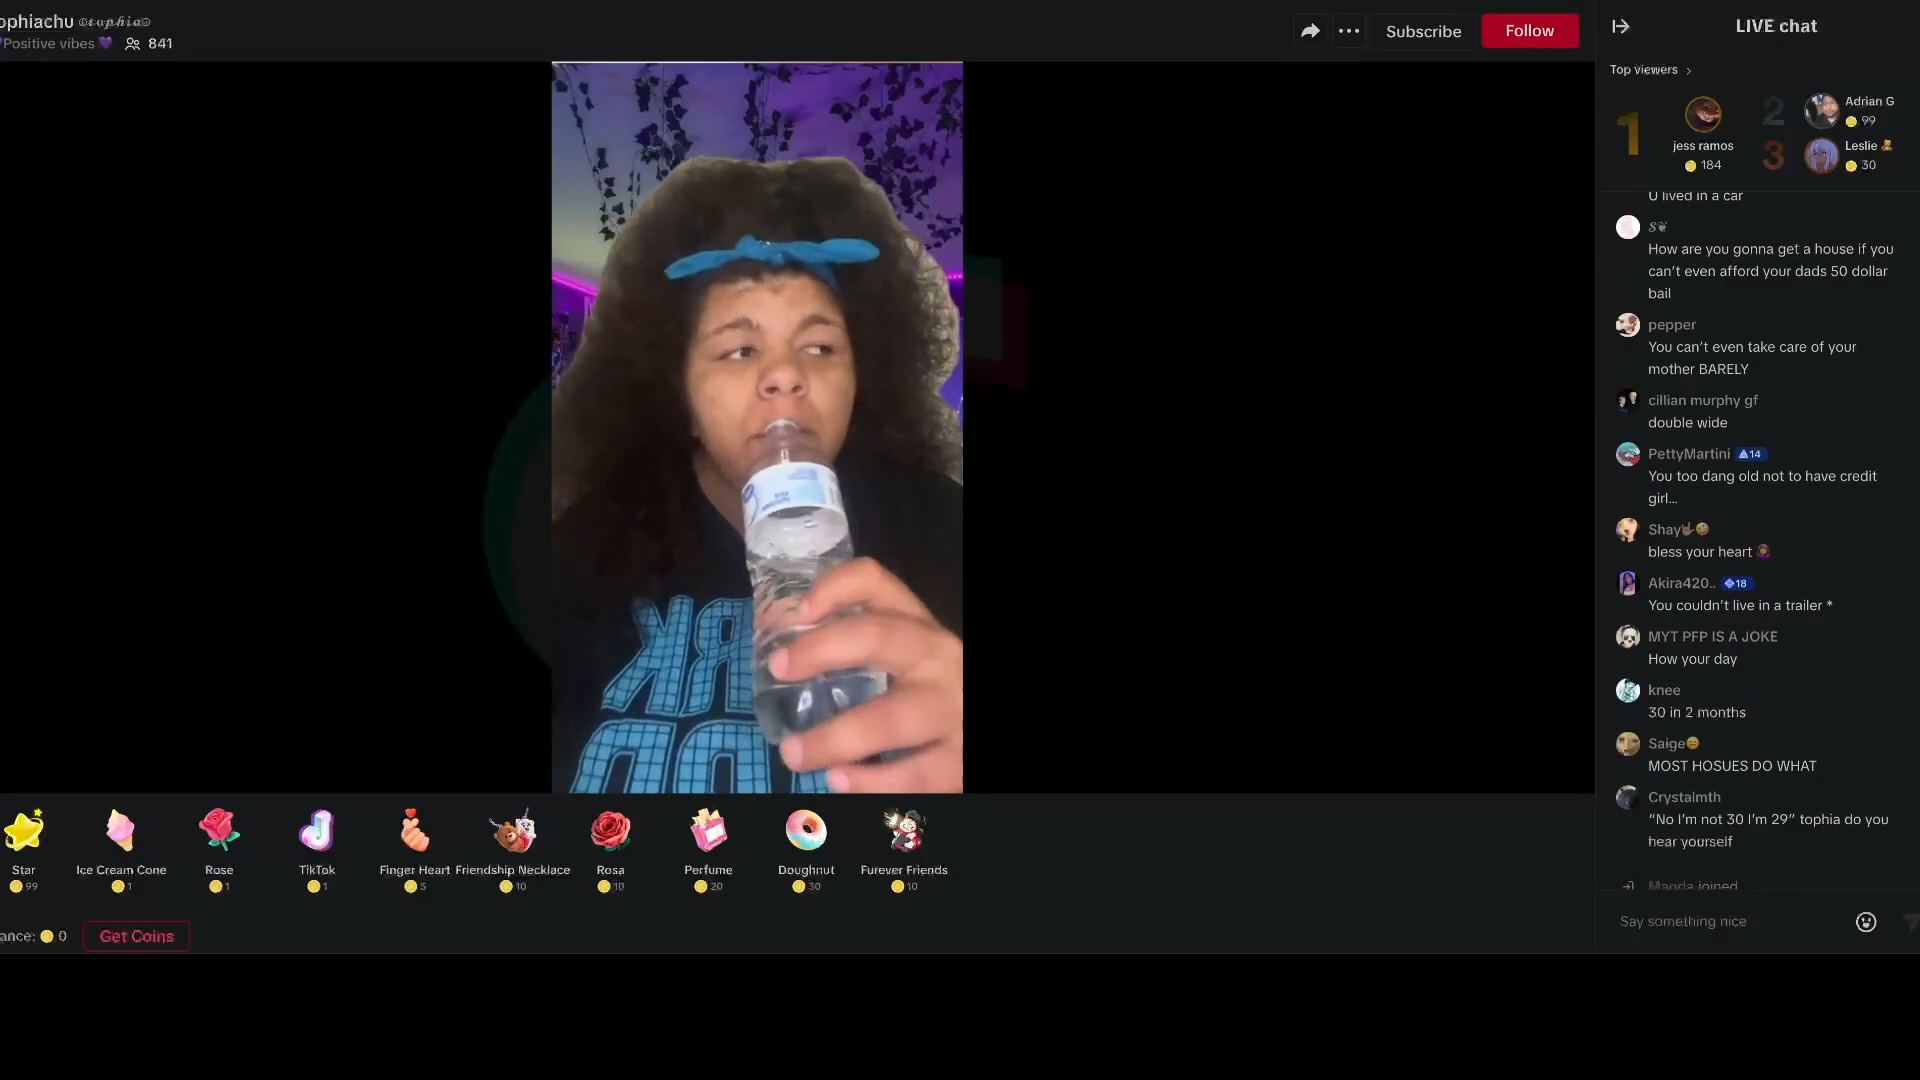 ophiachu @tophia
Positive vibes 💜 841
Subscribe
Follow
LIVE chat
Top viewers >
1
jess ramos
184
2
Adrian G
99
3
Leslie 🧸
30
U lived in a car
How are you gonna get a house if you
can't even afford your dads 50 dollar
bail
pepper
You can't even take care of your
mother BARELY
cillian murphy gf
double wide
PettyMartini 14
You too dang old not to have credit
girl...
Shay🤟🏽🤪
bless your heart
Akira420.. 18
You couldn't live in a trailer *
MYT PFP IS A JOKE
How your day
knee
30 in 2 months
Saige😑
MOST HOSUES DO WHAT
Crystalmth
“No I'm not 30 I'm 29” tophia do you
hear yourself
Magda joined
Say something nice
Star
99
Ice Cream Cone
1
Rose
1
TikTok
1
Finger Heart
5
Friendship Necklace
10
Rosa
10
Perfume
20
Doughnut
30
Furever Friends
10
ance: 0
Get Coins